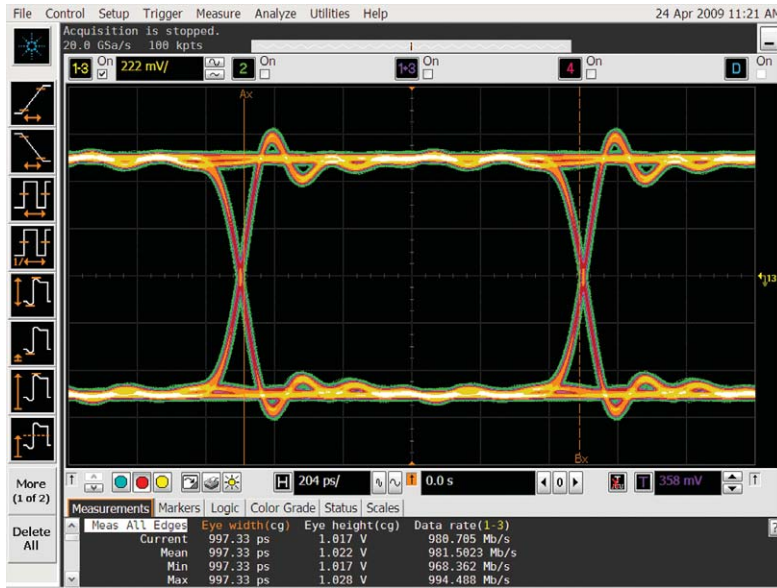 File Control Setup Trigger Measure Analyze Utilities Help 24 Apr 2009 11:21 AM
Acquisition is stopped.
20.0 GSa/s 100 kpts
1-3 On 222 mV/ 2 On 1+3 On 4 On D On
Ax
13
Bx
More
(1 of 2)
Delete
All
H 204 ps/ 0.0 s 0 T 358 mV
Measurements Markers Logic Color Grade Status Scales
Meas All Edges Eye width(cg) Eye height(cg) Data rate(1-3)
Current 997.33 ps 1.017 V 980.705 Mb/s
Mean 997.33 ps 1.022 V 981.5023 Mb/s
Min 997.33 ps 1.017 V 968.362 Mb/s
Max 997.33 ps 1.028 V 994.488 Mb/s
?